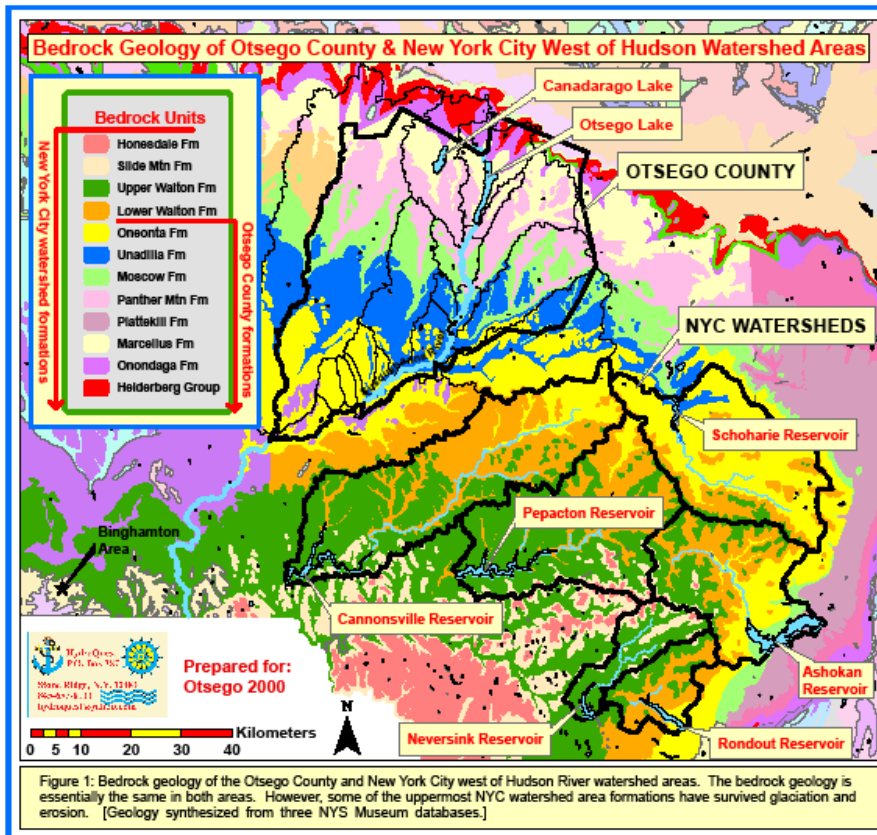 Bedrock Geology of Otsego County & New York City West of Hudson Watershed Areas
Canadarago Lake
Otsego Lake
OTSEGO COUNTY
Bedrock Units
Honesdale Fm
Slide Mtn Fm
Upper Walton Fm
Lower Walton Fm
Oneonta Fm
Unadilla Fm
Moscow Fm
Panther Mtn Fm
Plattekill Fm
Marcellus Fm
Onondaga Fm
Helderberg Group
New York City watershed formations
Otsego County formations
NYC WATERSHEDS
River
Schoharie Reservoir
Pepacton Reservoir
Binghamton
Area
Cannonsville Reservoir
Ashokan
Reservoir
Neversink Reservoir
Rondout Reservoir
HydroQuest
P.O. Box 387
Stone Ridge, N.Y.
Prepared for:
Otsego 2000
N
Kilometers
0 5 10 20 30 40
Figure 1: Bedrock geology of the Otsego County and New York City west of Hudson River watershed areas. The bedrock geology is
essentially the same in both areas. However, some of the uppermost NYC watershed area formations have survived glaciation and
erosion. [Geology synthesized from three NYS Museum databases.]